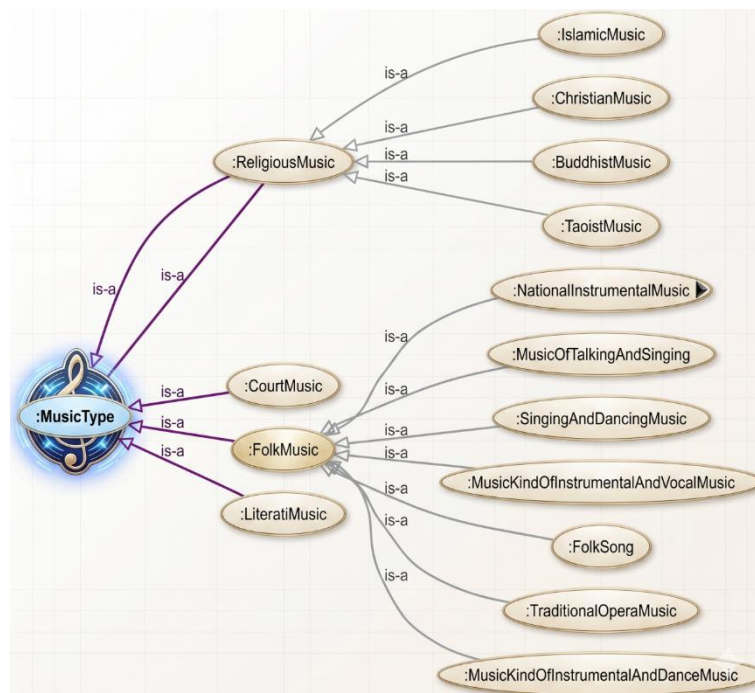 :IslamicMusic
is-a
:ChristianMusic
is-a
:ReligiousMusic
is-a
:BuddhistMusic
is-a
:TaoistMusic
is-a
is-a
:NationalInstrumentalMusic
is-a
:MusicOfTalkingAndSinging
is-a
:CourtMusic
is-a
:MusicType
is-a
:SingingAndDancingMusic
is-a
is-a
:FolkMusic
is-a
is-a
:MusicKindOfInstrumentalAndVocalMusic
is-a
:LiteratiMusic
is-a
:FolkSong
is-a
:TraditionalOperaMusic
:MusicKindOfInstrumentalAndDanceMusic